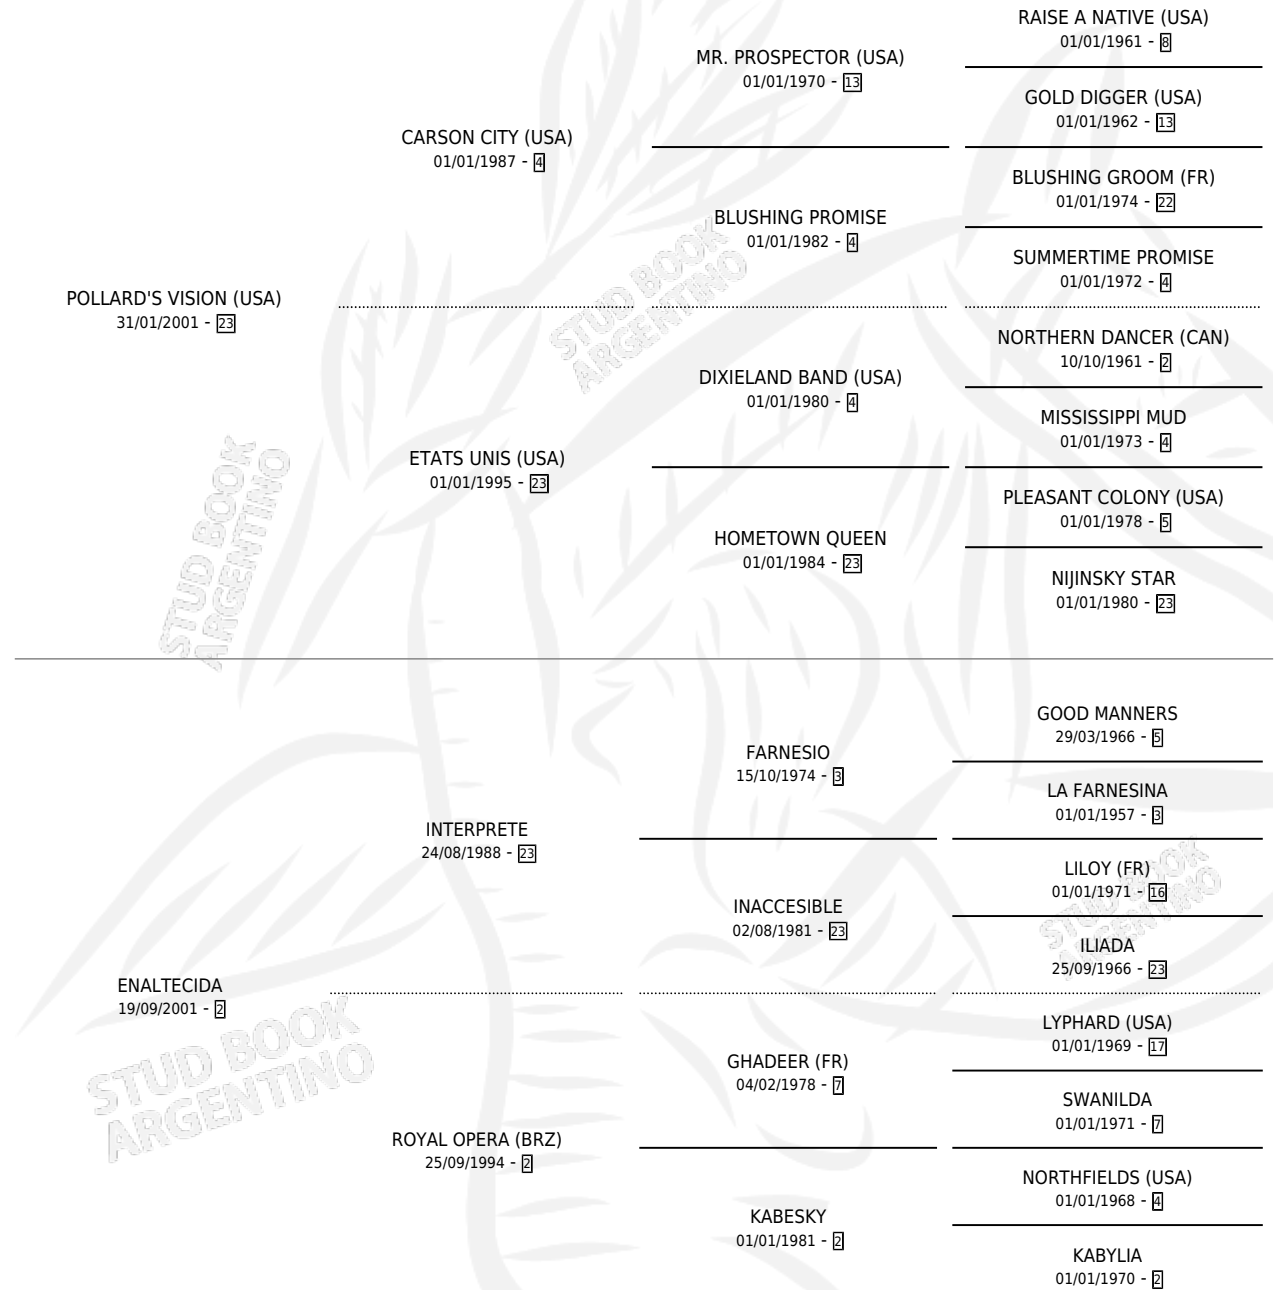 RAISE A NATIVE (USA)
01/01/1961 - 8
MR. PROSPECTOR (USA)
01/01/1970 - 13
GOLD DIGGER (USA)
01/01/1962 - 13
CARSON CITY (USA)
01/01/1987 - 4
BLUSHING GROOM (FR)
01/01/1974 - 22
BLUSHING PROMISE
01/01/1982 - 4
SUMMERTIME PROMISE
01/01/1972 - 4
POLLARD'S VISION (USA)
31/01/2001 - 23
NORTHERN DANCER (CAN)
10/10/1961 - 2
DIXIELAND BAND (USA)
01/01/1980 - 4
MISSISSIPPI MUD
01/01/1973 - 4
ETATS UNIS (USA)
01/01/1995 - 23
PLEASANT COLONY (USA)
01/01/1978 - 5
HOMETOWN QUEEN
01/01/1984 - 23
NIJINSKY STAR
01/01/1980 - 23
STUD BOOK
ARGENTINO
STUD BOOK
ARGENTINO
GOOD MANNERS
29/03/1966 - 5
FARNESIO
15/10/1974 - 3
LA FARNESINA
01/01/1957 - 3
INTERPRETE
24/08/1988 - 23
LILOY (FR)
01/01/1971 - 16
INACCESIBLE
02/08/1981 - 23
ILIADA
25/09/1966 - 23
ENALTECIDA
19/09/2001 - 2
LYPHARD (USA)
01/01/1969 - 17
GHADEER (FR)
04/02/1978 - 7
SWANILDA
01/01/1971 - 7
ROYAL OPERA (BRZ)
25/09/1994 - 2
NORTHFIELDS (USA)
01/01/1968 - 4
KABESKY
01/01/1981 - 2
KABYLIA
01/01/1970 - 2
STUD BOOK
ARGENTINO
STUD BOOK
ARGENTINO